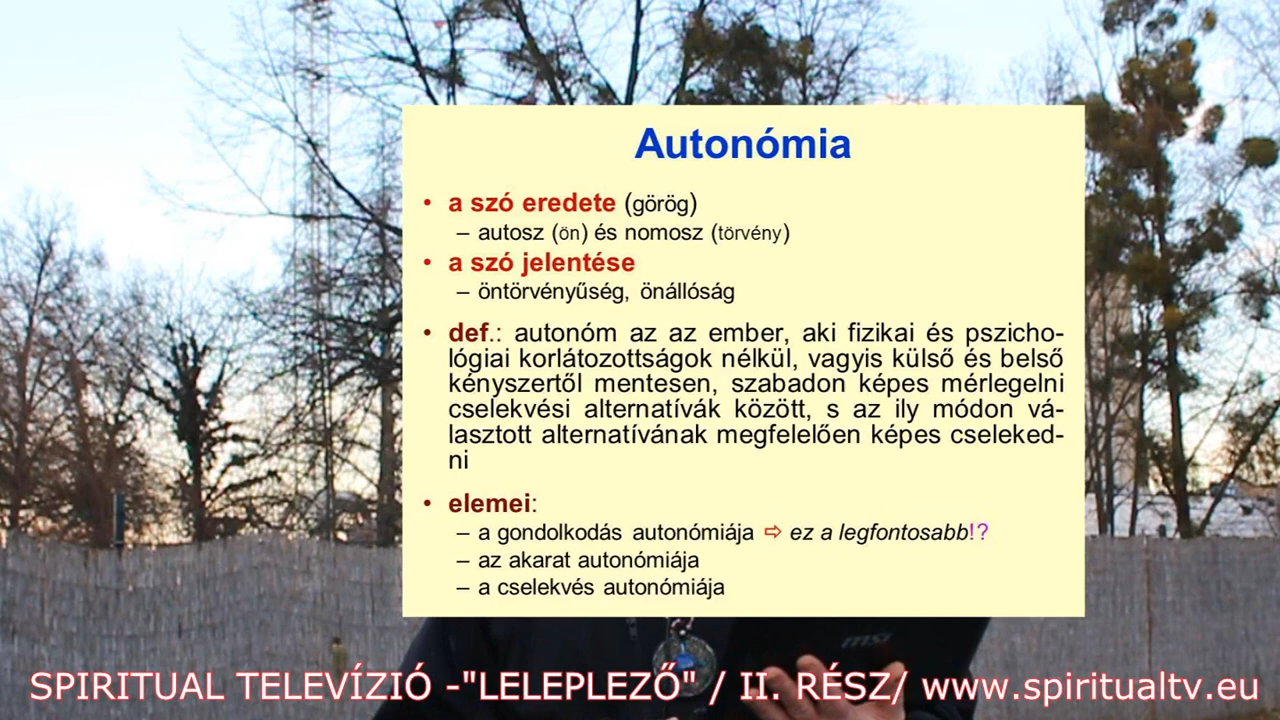 Autonómia
• a szó eredete (görög)
– autosz (ön) és nomosz (törvény)
• a szó jelentése
– öntörvényűség, önállóság
• def.: autonóm az az ember, aki fizikai és pszicho-
lógiai korlátozottságok nélkül, vagyis külső és belső
kényszertől mentesen, szabadon képes mérlegelni
cselekvési alternatívák között, s az ily módon vá-
lasztott alternatívának megfelelően képes cseleked-
ni
• elemei:
– a gondolkodás autonómiája ⇨ ez a legfontosabb!?
– az akarat autonómiája
– a cselekvés autonómiája
msi
SPIRITUAL TELEVÍZIÓ -"LELEPLEZŐ" / II. RÉSZ/ www.spiritualtv.eu